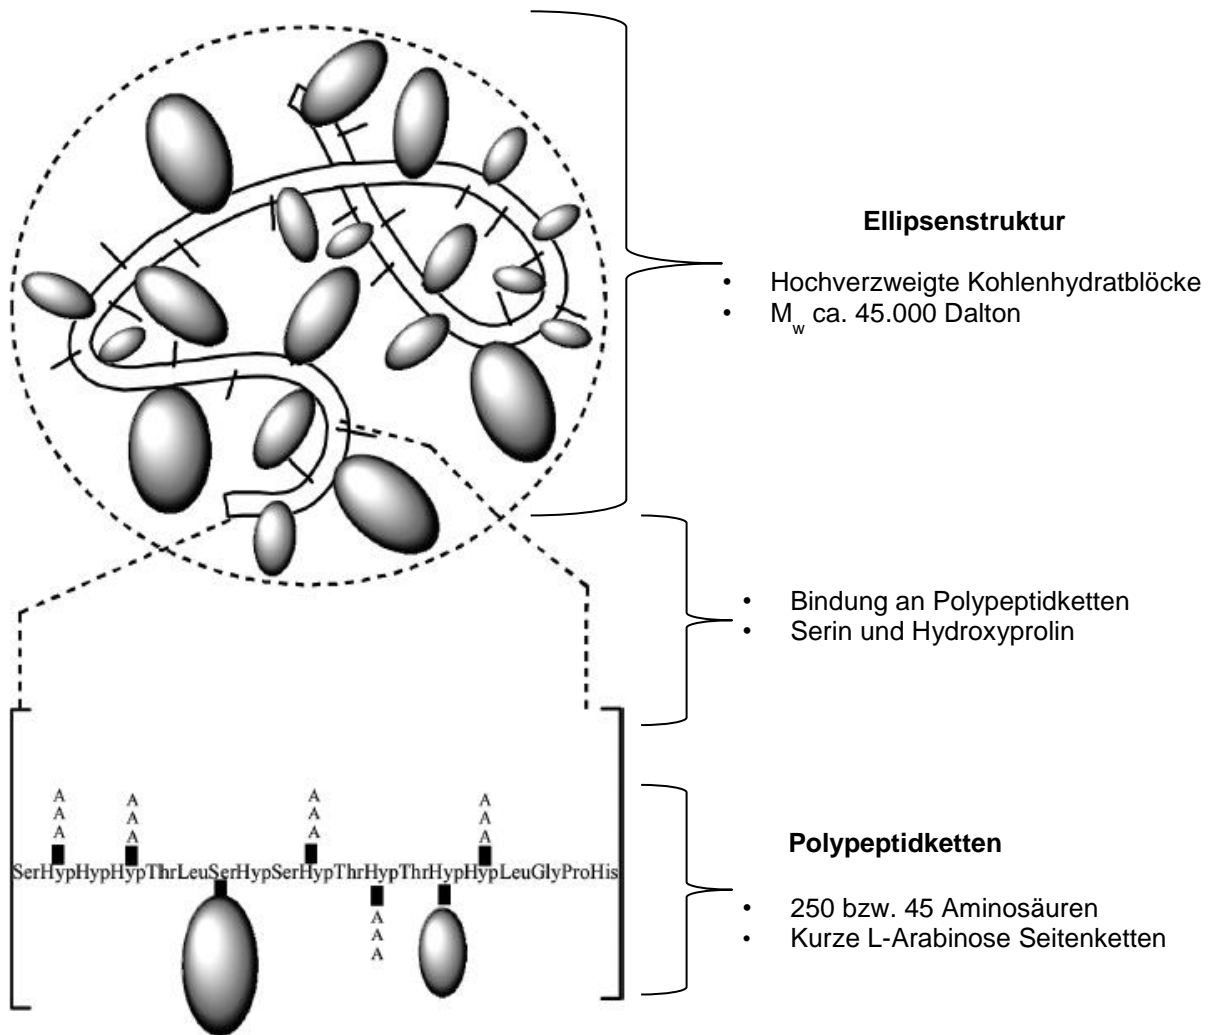 Ellipsenstruktur
• Hochverzweigte Kohlenhydratblöcke
• Mw ca. 45.000 Dalton
• Bindung an Polypeptidketten
• Serin und Hydroxyprolin
A A A A
A A A A
A A A A
SerHypHypHypThrLeuSerHypSerHypThrHypThrHypHypLeuGlyProHis
A
A
A
Polypeptidketten
• 250 bzw. 45 Aminosäuren
• Kurze L-Arabinose Seitenketten